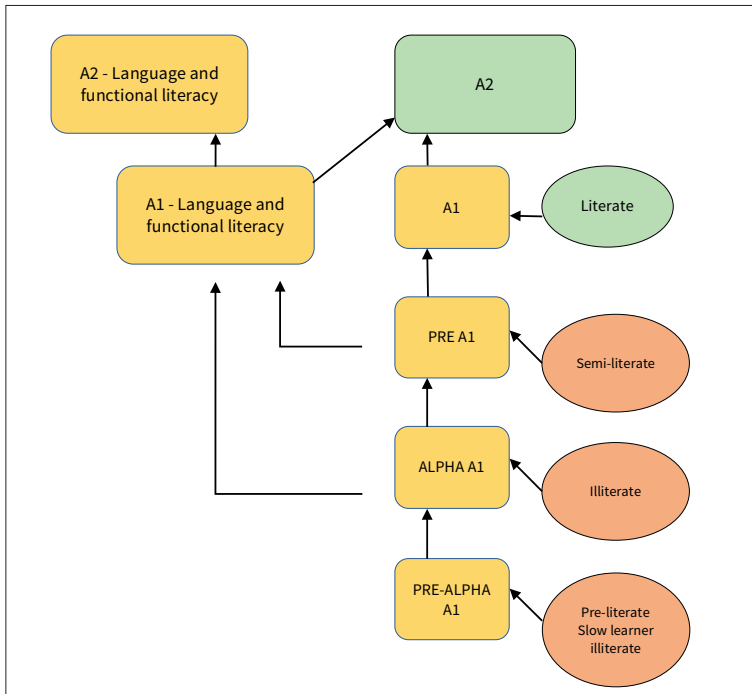 A2 - Language and
functional literacy
A2
A1 - Language and
functional literacy
A1
Literate
PRE A1
Semi-literate
ALPHA A1
Illiterate
PRE-ALPHA
A1
Pre-literate
Slow learner
illiterate